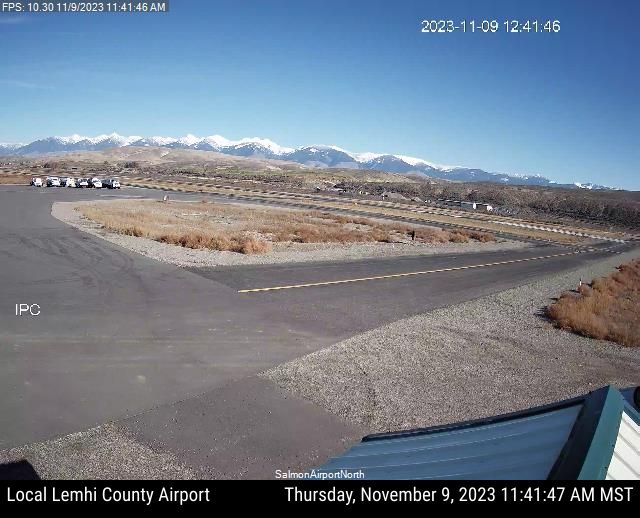 FPS: 10.30 11/9/2023 11:41:46 AM
2023-11-09 12:41:46
IPC
SalmonAirportNorth
Local Lemhi County Airport Thursday, November 9, 2023 11:41:47 AM MST